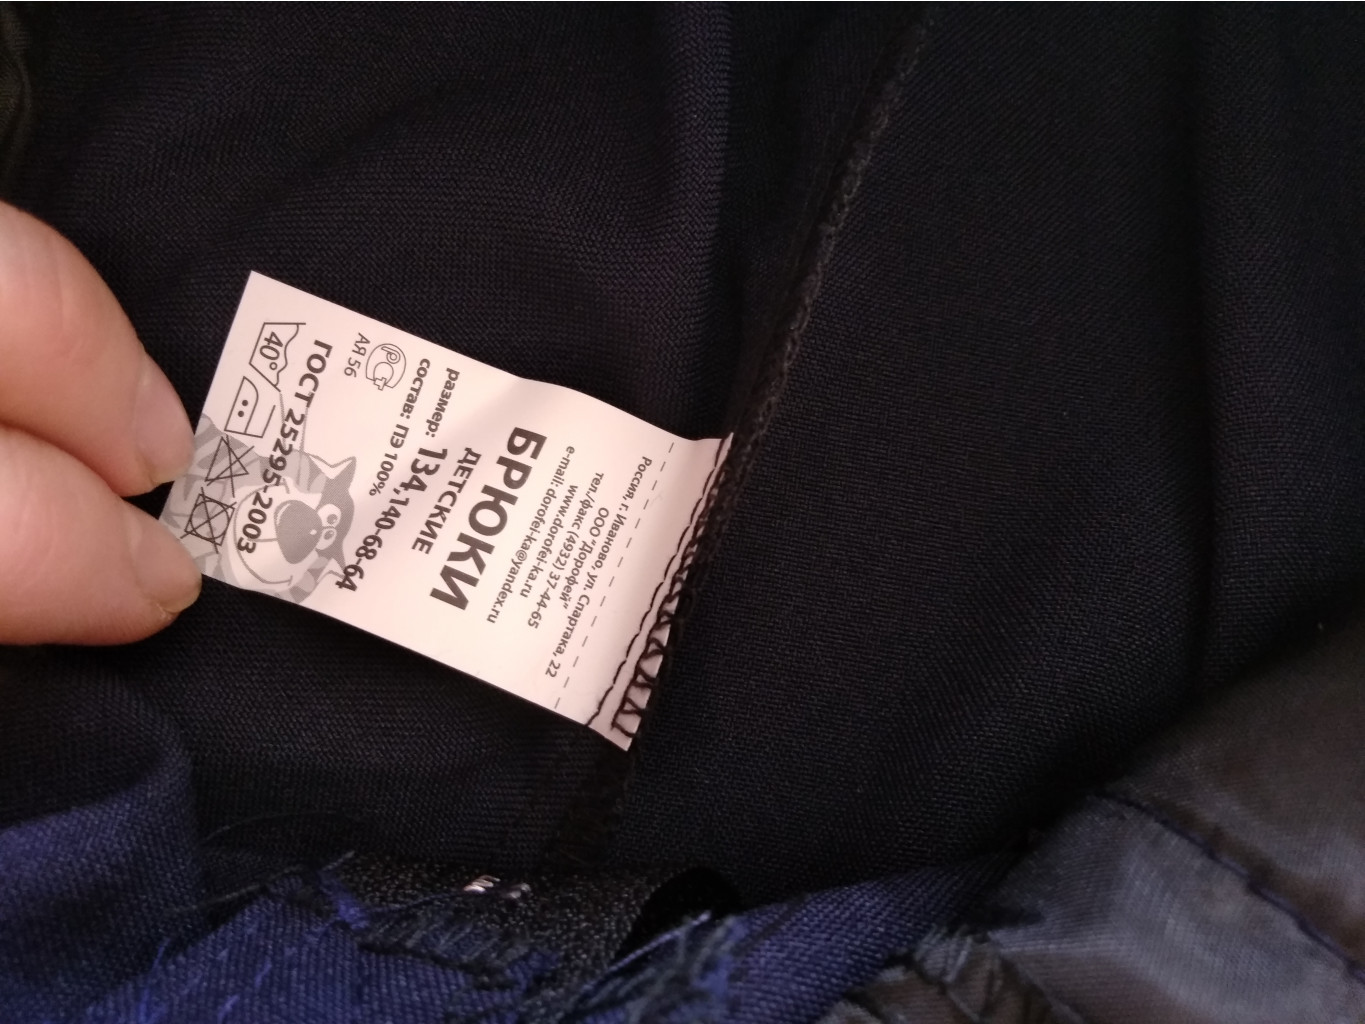 Россия, г. Иваново, ул. Спартака, 22
ООО "Дорофей"
тел./факс (4932) 37-44-65
www.dorofei-ka.ru
e-mail: dorofei-ka@yandex.ru
БРЮКИ
ДЕТСКИЕ
размер: 134,140-68-64
состав: ПЭ 100%
РСТ
АЯ 56
ГОСТ 25295-2003
40°